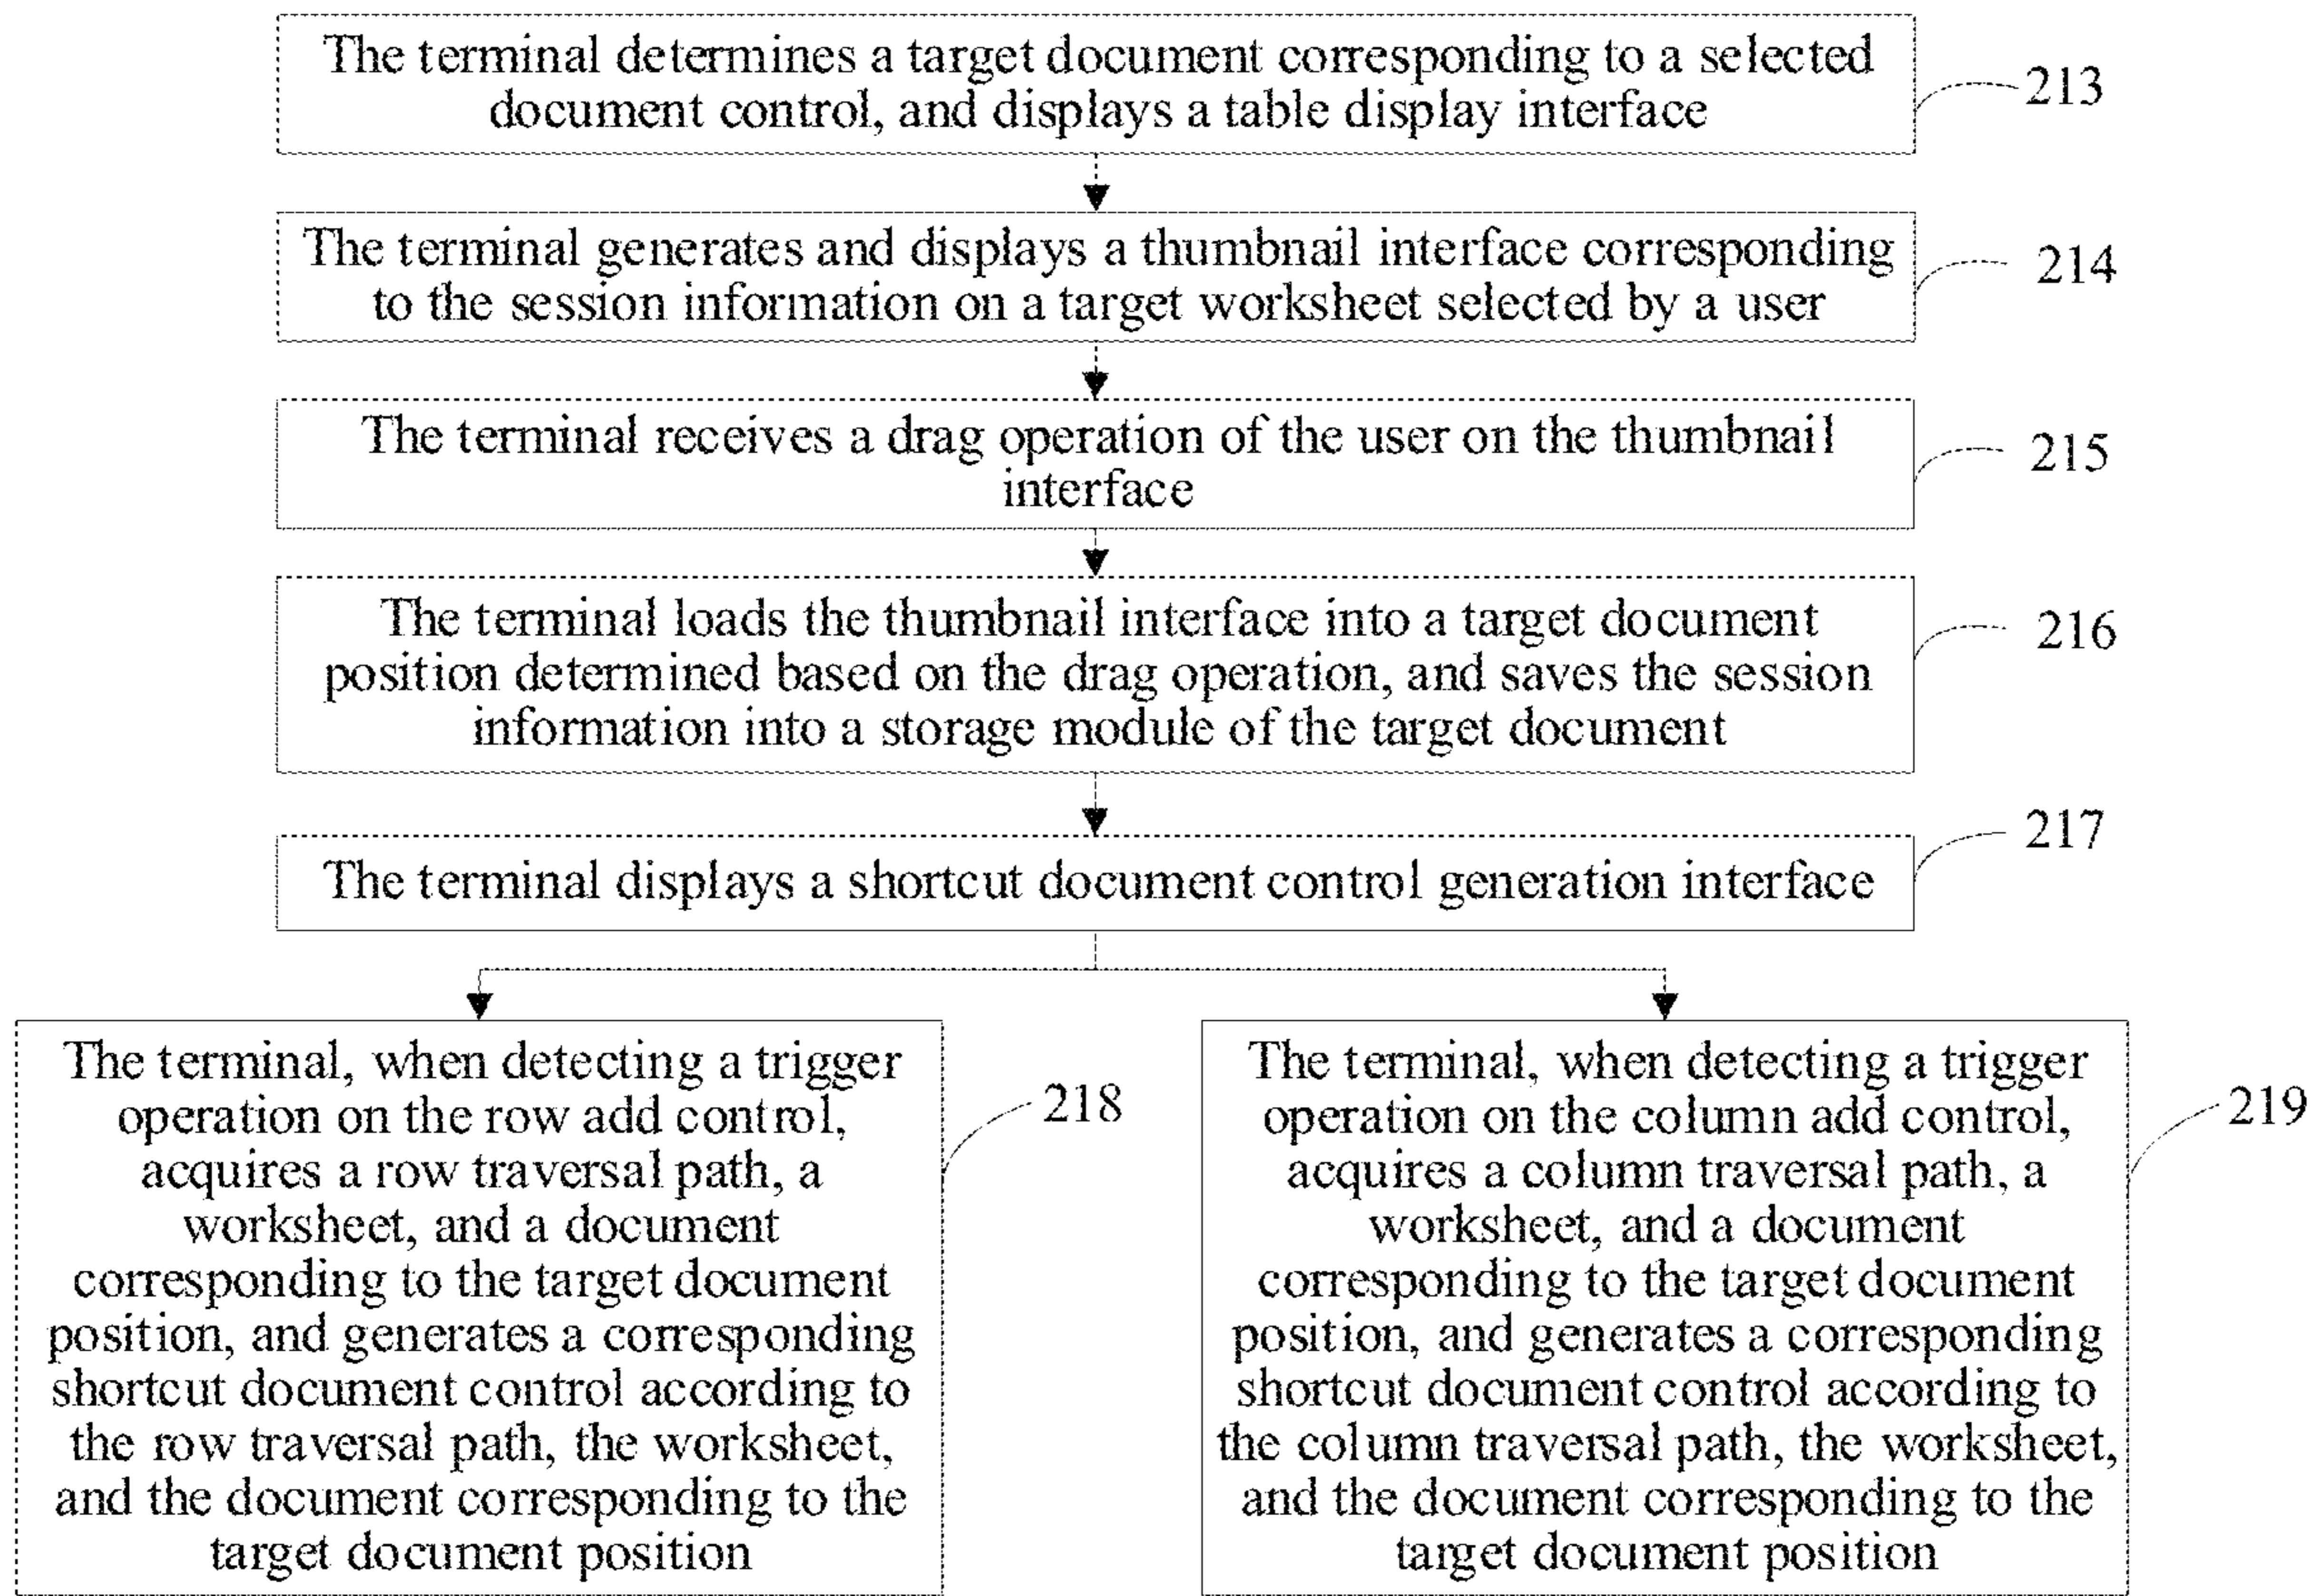 The terminal determines a target document corresponding to a selected
document control, and displays a table display interface
213
The terminal generates and displays a thumbnail interface corresponding
to the session information on a target worksheet selected by a user
214
The terminal receives a drag operation of the user on the thumbnail
interface
215
The terminal loads the thumbnail interface into a target document
position determined based on the drag operation, and saves the session
information into a storage module of the target document
216
The terminal displays a shortcut document control generation interface
217
The terminal, when detecting a trigger
operation on the row add control,
acquires a row traversal path, a
worksheet, and a document
corresponding to the target document
position, and generates a corresponding
shortcut document control according to
the row traversal path, the worksheet,
and the document corresponding to the
target document position
218
The terminal, when detecting a trigger
operation on the column add control,
acquires a column traversal path, a
worksheet, and a document
corresponding to the target document
position, and generates a corresponding
shortcut document control according to
the column traversal path, the worksheet,
and the document corresponding to the
target document position
219